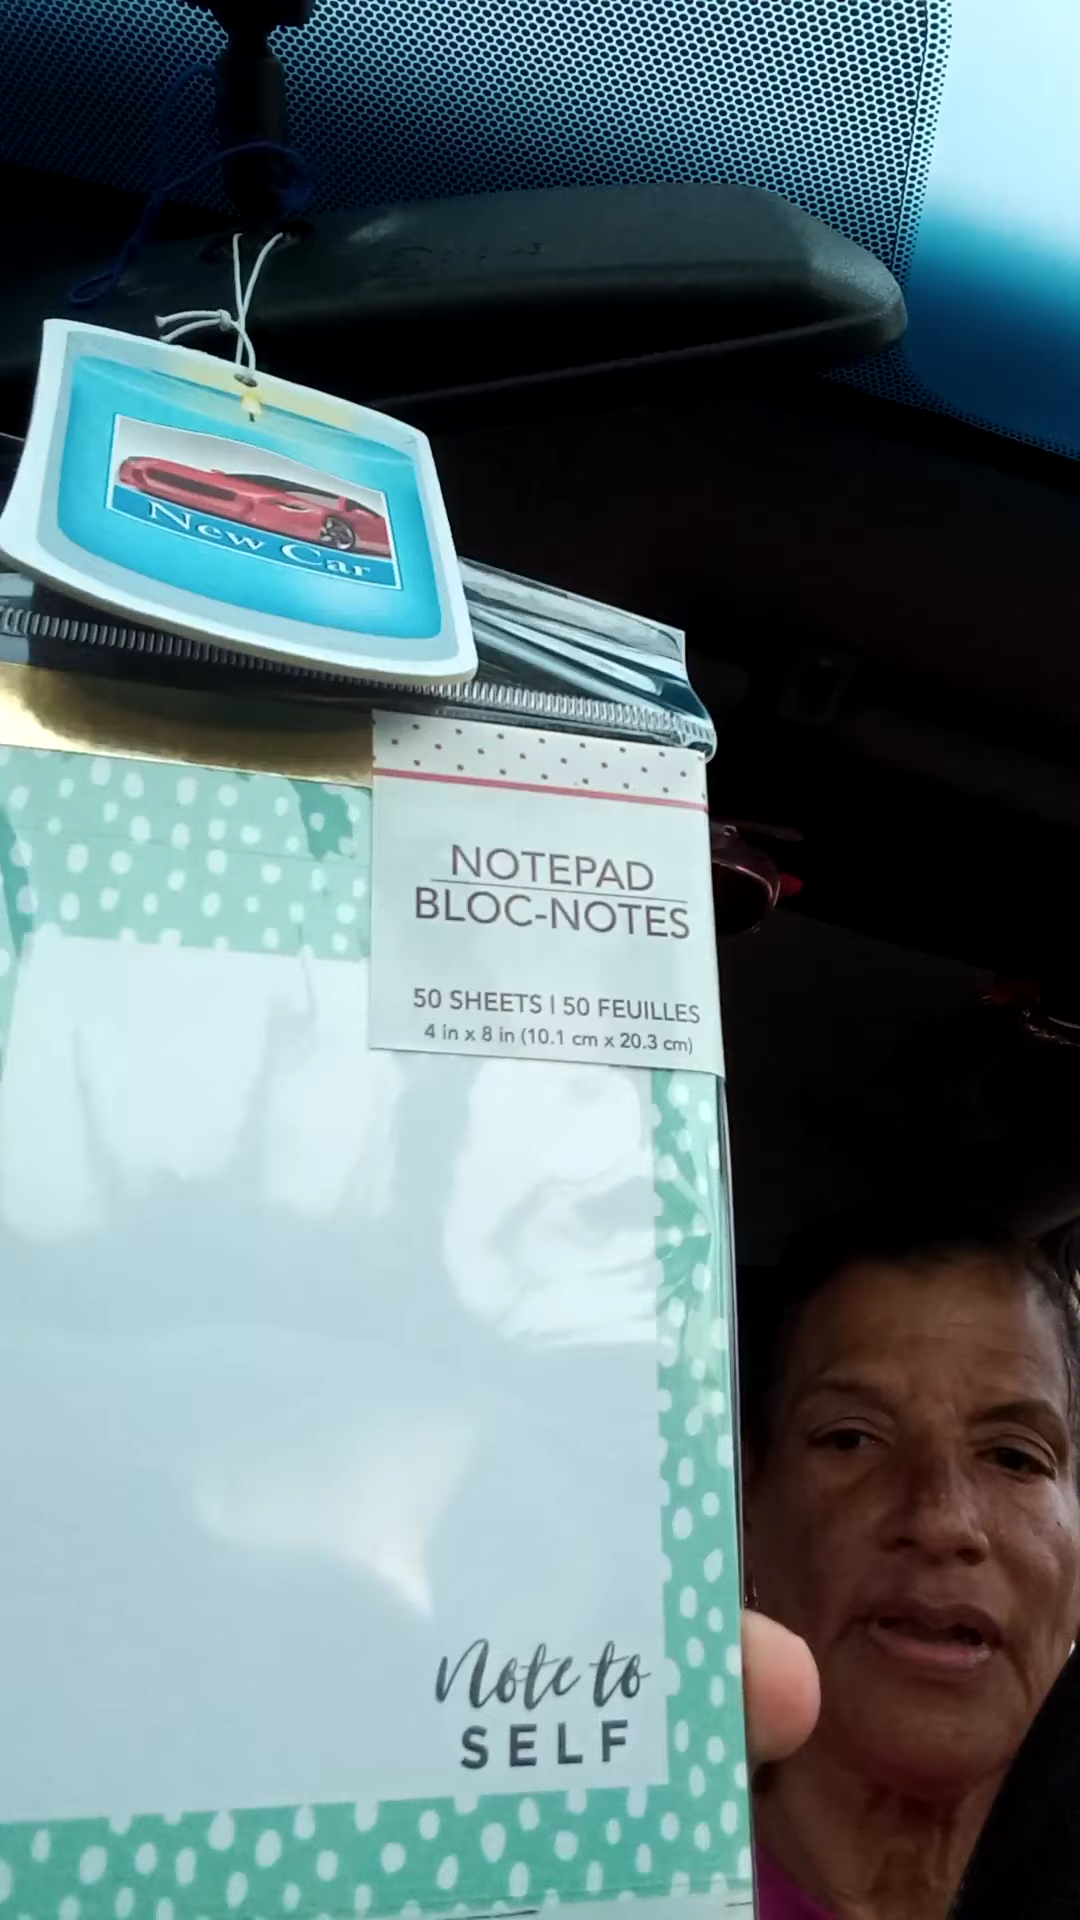 New Car
NOTEPAD
BLOC-NOTES
50 SHEETS | 50 FEUILLES
4 in x 8 in (10.1 cm x 20.3 cm)
Note to
SELF